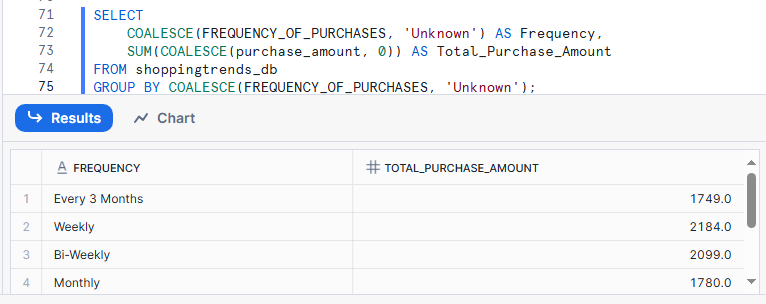 71 SELECT
72 COALESCE(FREQUENCY_OF_PURCHASES, 'Unknown') AS Frequency,
73 SUM(COALESCE(purchase_amount, 0)) AS Total_Purchase_Amount
74 FROM shoppingtrends_db
75 GROUP BY COALESCE(FREQUENCY_OF_PURCHASES, 'Unknown');
Results Chart
A FREQUENCY # TOTAL_PURCHASE_AMOUNT
1 Every 3 Months 1749.0
2 Weekly 2184.0
3 Bi-Weekly 2099.0
4 Monthly 1780.0